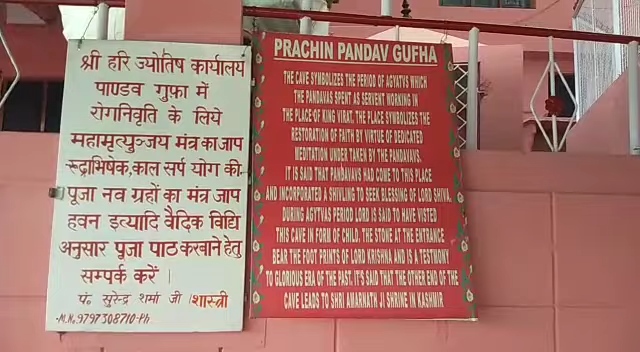 श्री हरि ज्योतिष कार्यालय
पाण्डव गुफ़ा में
रोगनिवृति के लिये
महामृत्युञ्जय मंत्र का जाप
रूद्राभिषेक, काल सर्प योग की
पूजा नव ग्रहों का मंत्र जाप
हवन इत्यादि वैदिक विद्यि
अनुसार पूजा पाठ करवाने हेतु
सम्पर्क करें ।
पं॰ सुरेन्द्र शर्मा जी (शास्त्री)
M.N. 9797308710-Ph
PRACHIN PANDAV GUFHA
THE CAVE SYMBOLIZES THE PERIOD OF AGYATVS WHICH
THE PANDAVAS SPENT AS SERVENT WORKING IN
THE PLACE OF KING VIRAT. THE PLACE SYMBOLIZES THE
RESTORATION OF FAITH BY VIRTUE OF DEDICATED
MEDITATION UNDER TAKEN BY THE PANDAVAYS.
IT IS SAID THAT PANDAVAYS HAD COME TO THIS PLACE
AND INCORPORATED A SHIVLING TO SEEK BLESSING OF LORD SHIVA.
DURING AGYTVAS PERIOD LORD IS SAID TO HAVE VISTED
THIS CAVE IN FORM OF CHILD. THE STONE AT THE ENTRANCE
BEAR THE FOOT PRINTS OF LORD KRISHNA AND IS A TESTIMONY
TO GLORIOUS ERA OF THE PAST. IT'S SAID THAT THE OTHER END OF THE
CAVE LEADS TO SHRI AMARNATH JI SHRINE IN KASHMIR